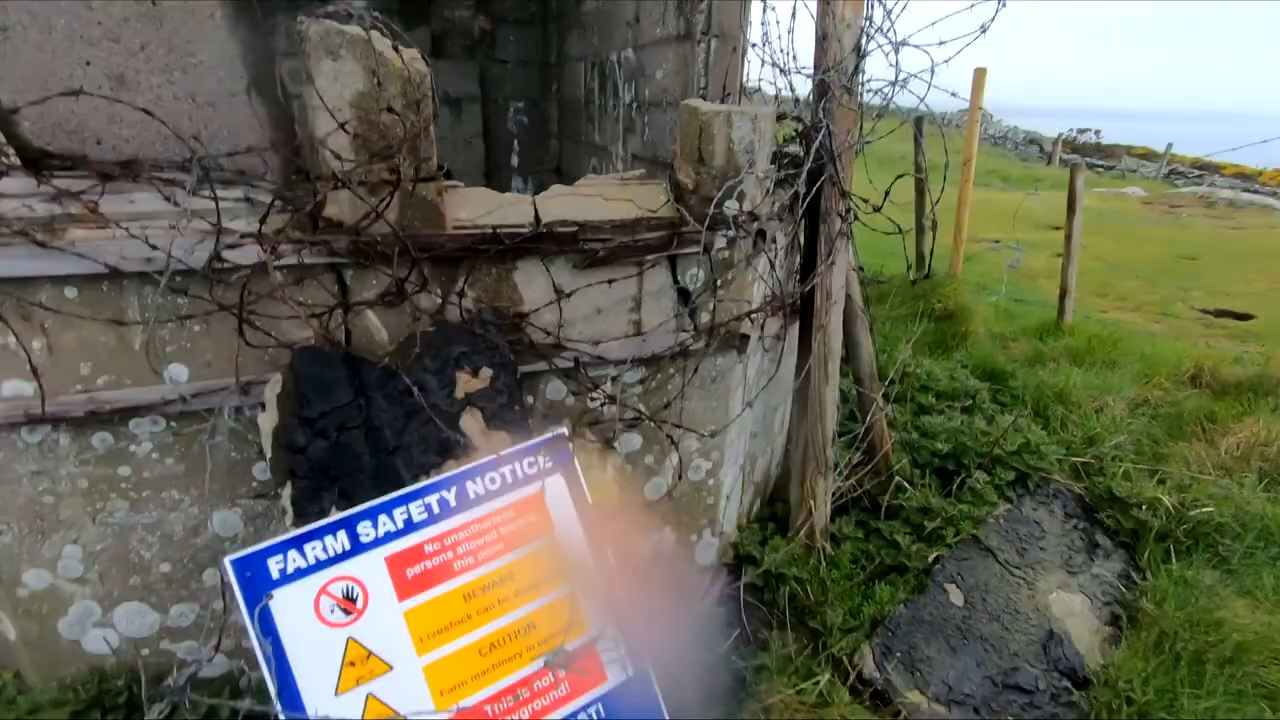 FARM SAFETY NOTICE
No unauthorised
persons allowed beyond
this point
BEWARE
Livestock can be
CAUTION
Farm machinery in
This is not a